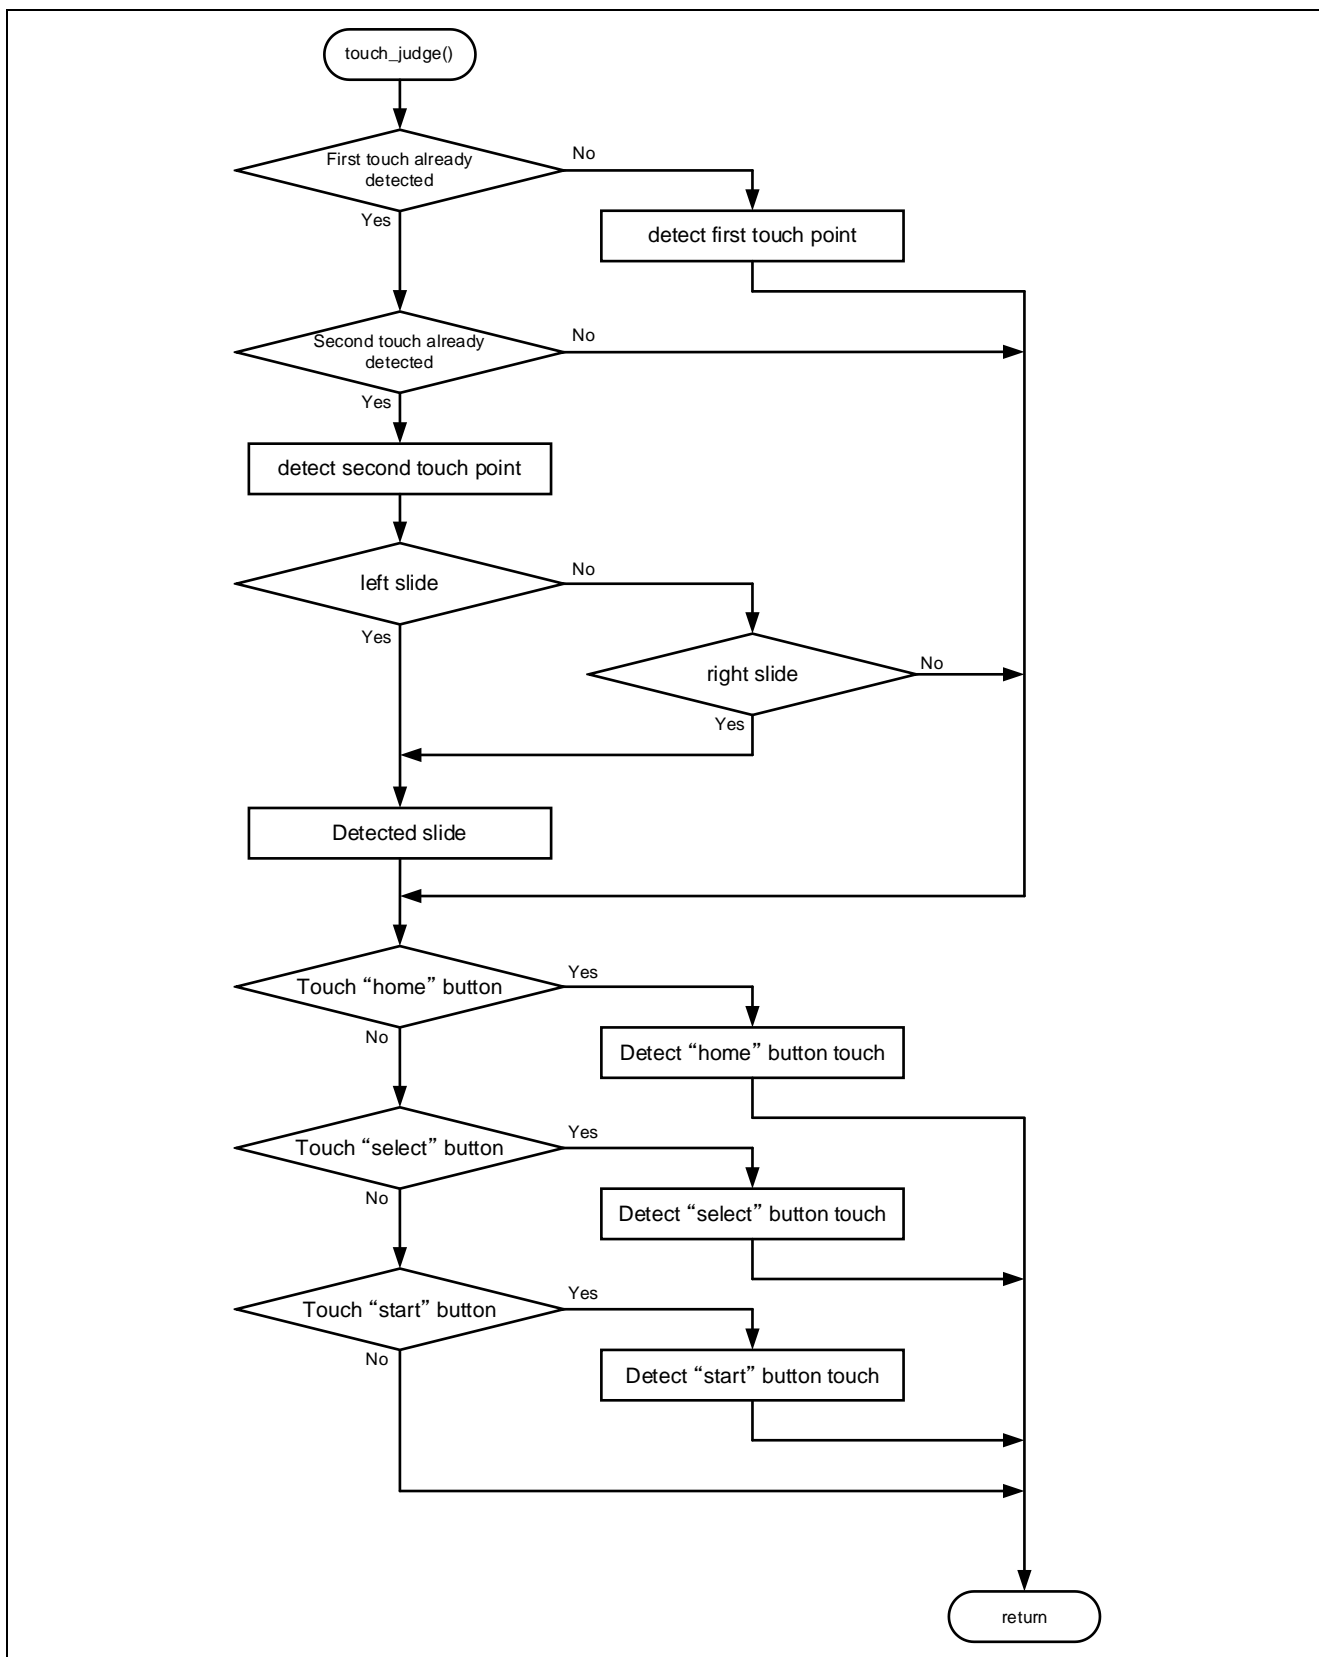 touch_judge()
First touch already
detected
No
Yes
detect first touch point
Second touch already
detected
No
Yes
detect second touch point
left slide
No
Yes
right slide
No
Yes
Detected slide
Touch “home” button
Yes
No
Detect “home” button touch
Touch “select” button
Yes
No
Detect “select” button touch
Touch “start” button
Yes
No
Detect “start” button touch
return